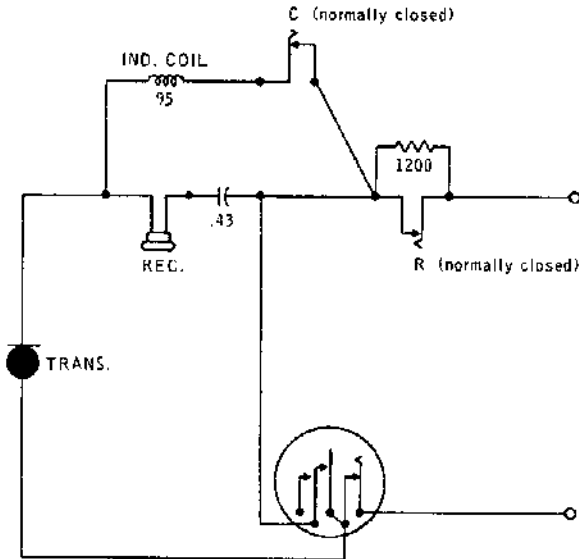 C (normally closed)
IND. COIL
95
1200
.43
REC.
R (normally closed)
TRANS.